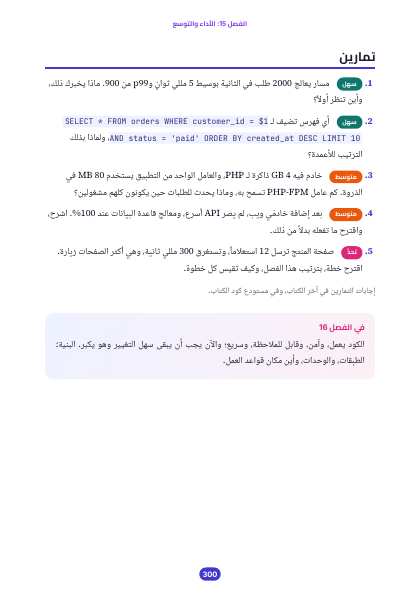 الفصل 15: الأداء والتوسع
تمارين
1. سهل مسار يعالج 2000 طلب في الثانية بوسيط 5 مللي ثوانٍ وp99 من 900. ماذا يخبرك ذلك،
وأين تنظر أولاً؟
2. سهل أي فهرس تضيف لـ SELECT * FROM orders WHERE customer_id = $1
AND status = 'paid' ORDER BY created_at DESC LIMIT 10، ولماذا بذلك
الترتيب للأعمدة؟
3. متوسط خادم فيه 4 GB ذاكرة لـ PHP، والعامل الواحد من التطبيق يستخدم 80 MB في
الذروة. كم عامل PHP-FPM تسمح به، وماذا يحدث للطلبات حين يكونون كلهم مشغولين؟
4. متوسط بعد إضافة خادمَي ويب، لم يصِر API أسرع، ومعالج قاعدة البيانات عند 100%. اشرح،
واقترح ما تفعله بدلاً من ذلك.
5. تحدٍّ صفحة المنتج ترسل 12 استعلاماً، وتستغرق 300 مللي ثانية، وهي أكثر الصفحات زيارة.
اقترح خطة، بترتيب هذا الفصل، وكيف تقيس كل خطوة.
إجابات التمارين في آخر الكتاب، وفي مستودع كود الكتاب.
في الفصل 16
الكود يعمل، وآمن، وقابل للملاحظة، وسريع؛ والآن يجب أن يبقى سهل التغيير وهو يكبر. البنية:
الطبقات، والوحدات، وأين مكان قواعد العمل.
300